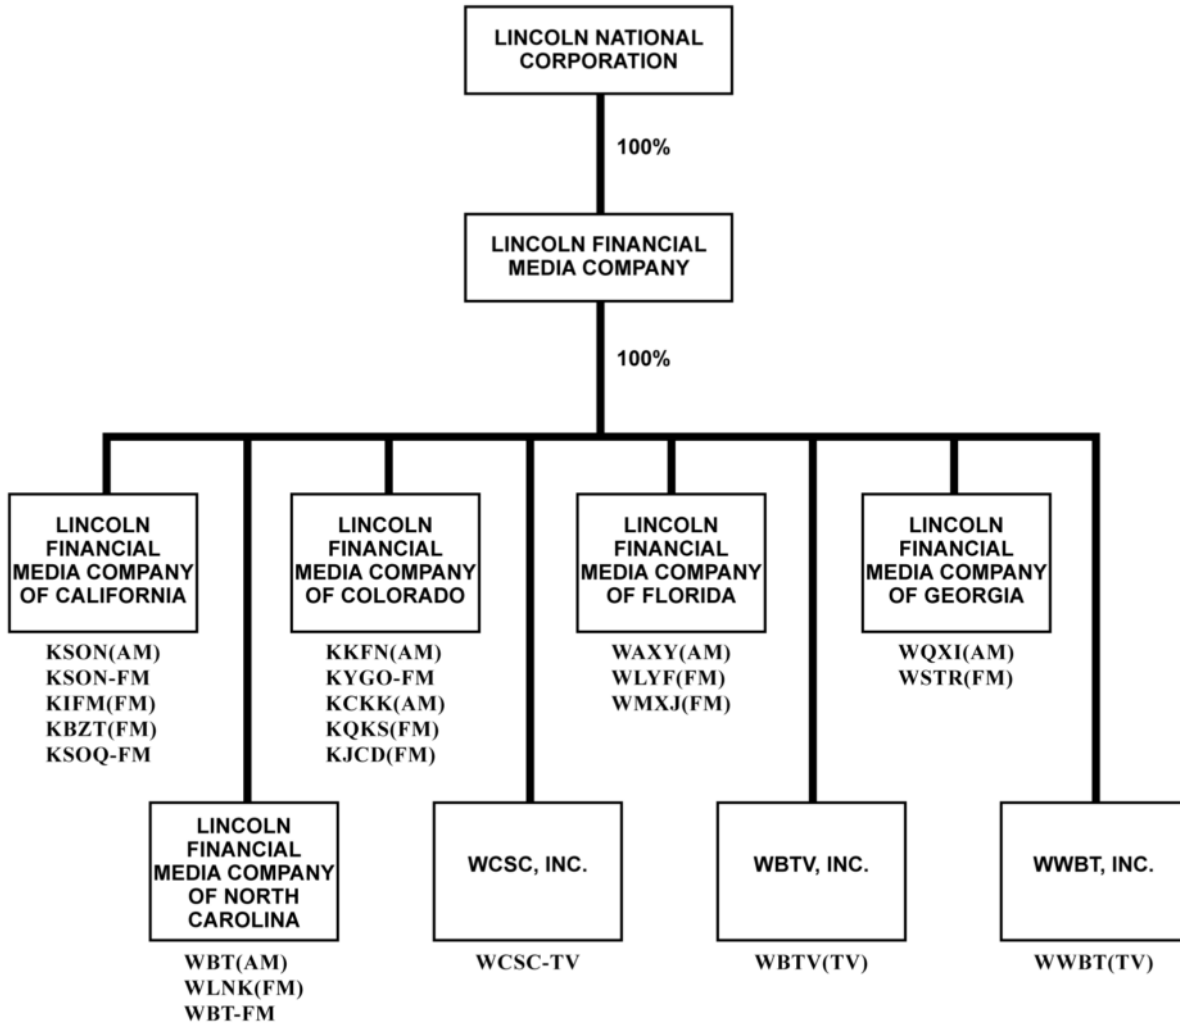 LINCOLN NATIONAL
CORPORATION
100%
LINCOLN FINANCIAL
MEDIA COMPANY
100%
LINCOLN
FINANCIAL
MEDIA COMPANY
OF CALIFORNIA
KSON(AM)
KSON-FM
KIFM(FM)
KBZT(FM)
KSOQ-FM
LINCOLN
FINANCIAL
MEDIA COMPANY
OF COLORADO
KKFN(AM)
KYGO-FM
KCKK(AM)
KQKS(FM)
KJCD(FM)
LINCOLN
FINANCIAL
MEDIA COMPANY
OF FLORIDA
WAXY(AM)
WLYF(FM)
WMXJ(FM)
LINCOLN
FINANCIAL
MEDIA COMPANY
OF GEORGIA
WQXI(AM)
WSTR(FM)
LINCOLN
FINANCIAL
MEDIA COMPANY
OF NORTH
CAROLINA
WBT(AM)
WLNK(FM)
WBT-FM
WCSC, INC.
WCSC-TV
WBTV, INC.
WBTV(TV)
WWBT, INC.
WWBT(TV)